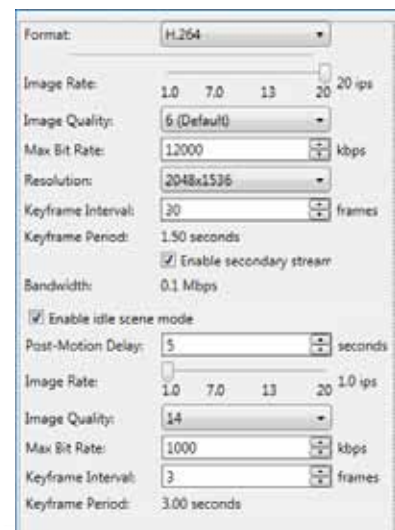 Format: H.264
Image Rate: 20 ips
1.0 7.0 13 20
Image Quality: 6 (Default)
Max Bit Rate: 12000 kbps
Resolution: 2048x1536
Keyframe Interval: 30 frames
Keyframe Period: 1.50 seconds
Enable secondary stream
Bandwidth: 0.1 Mbps
Enable idle scene mode
Post-Motion Delay: 5 seconds
Image Rate: 1.0 ips
1.0 7.0 13 20
Image Quality: 14
Max Bit Rate: 1000 kbps
Keyframe Interval: 3 frames
Keyframe Period: 3.00 seconds